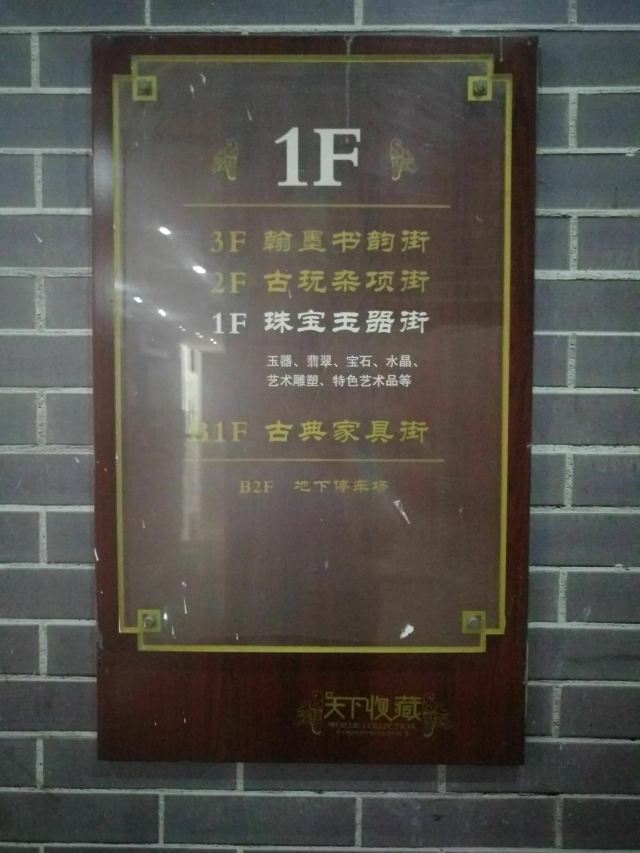 1F
3F 翰墨书韵街
2F 古玩杂项街
1F 珠宝玉器街
玉器、翡翠、宝石、水晶、
艺术雕塑、特色艺术品等
B1F 古典家具街
B2F 地下停车场
天下收藏
WORLD COLLECTION